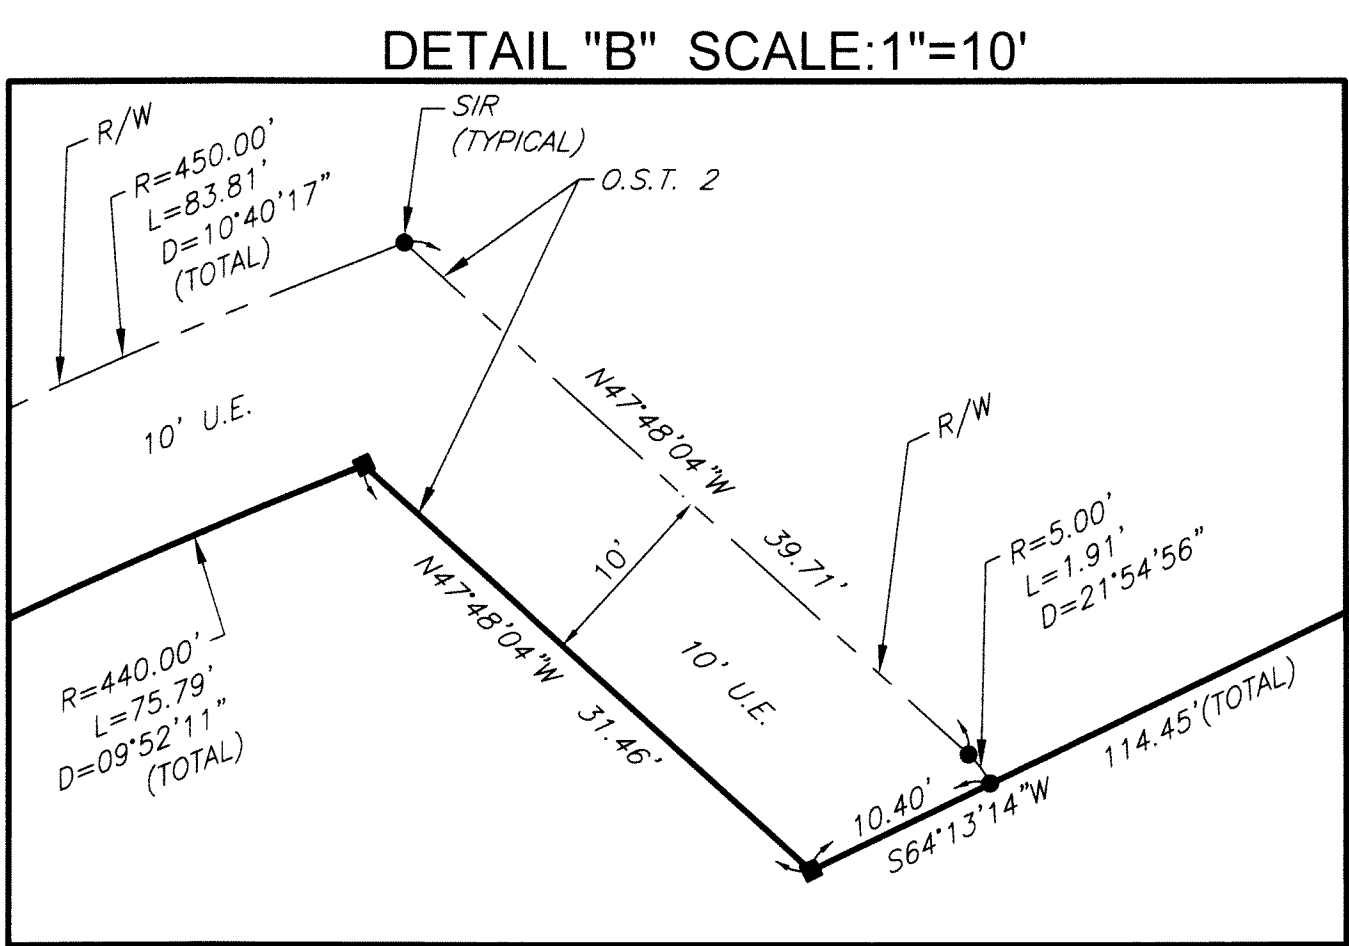 DETAIL "B" SCALE:1"=10'
R/W
R=450.00'
L=83.81'
D=10°40'17"
(TOTAL)
SIR
(TYPICAL)
O.S.T. 2
10' U.E.
N47°48'04"W
39.71'
R/W
R=5.00'
L=1.91'
D=21°54'56"
10'
N47°48'04"W
31.46'
10' U.E.
R=440.00'
L=75.79'
D=09°52'11"
(TOTAL)
10.40'
S64°13'14"W
114.45'(TOTAL)